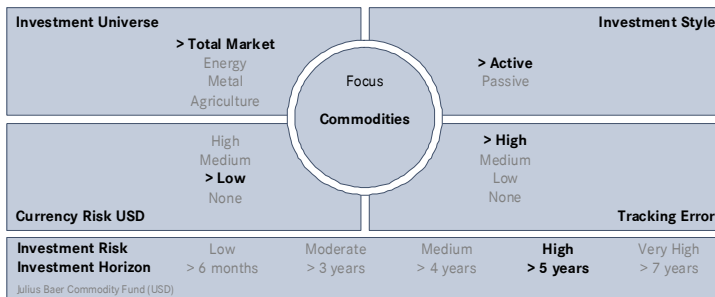 Investment Universe
> Total Market
Energy
Metal
Agriculture
Investment Style
> Active
Passive
Focus
Commodities
High
Medium
> Low
None
Currency Risk USD
> High
Medium
Low
None
Tracking Error
Investment Risk Low Moderate Medium High Very High
Investment Horizon > 6 months > 3 years > 4 years > 5 years > 7 years
Julius Baer Commodity Fund (USD)